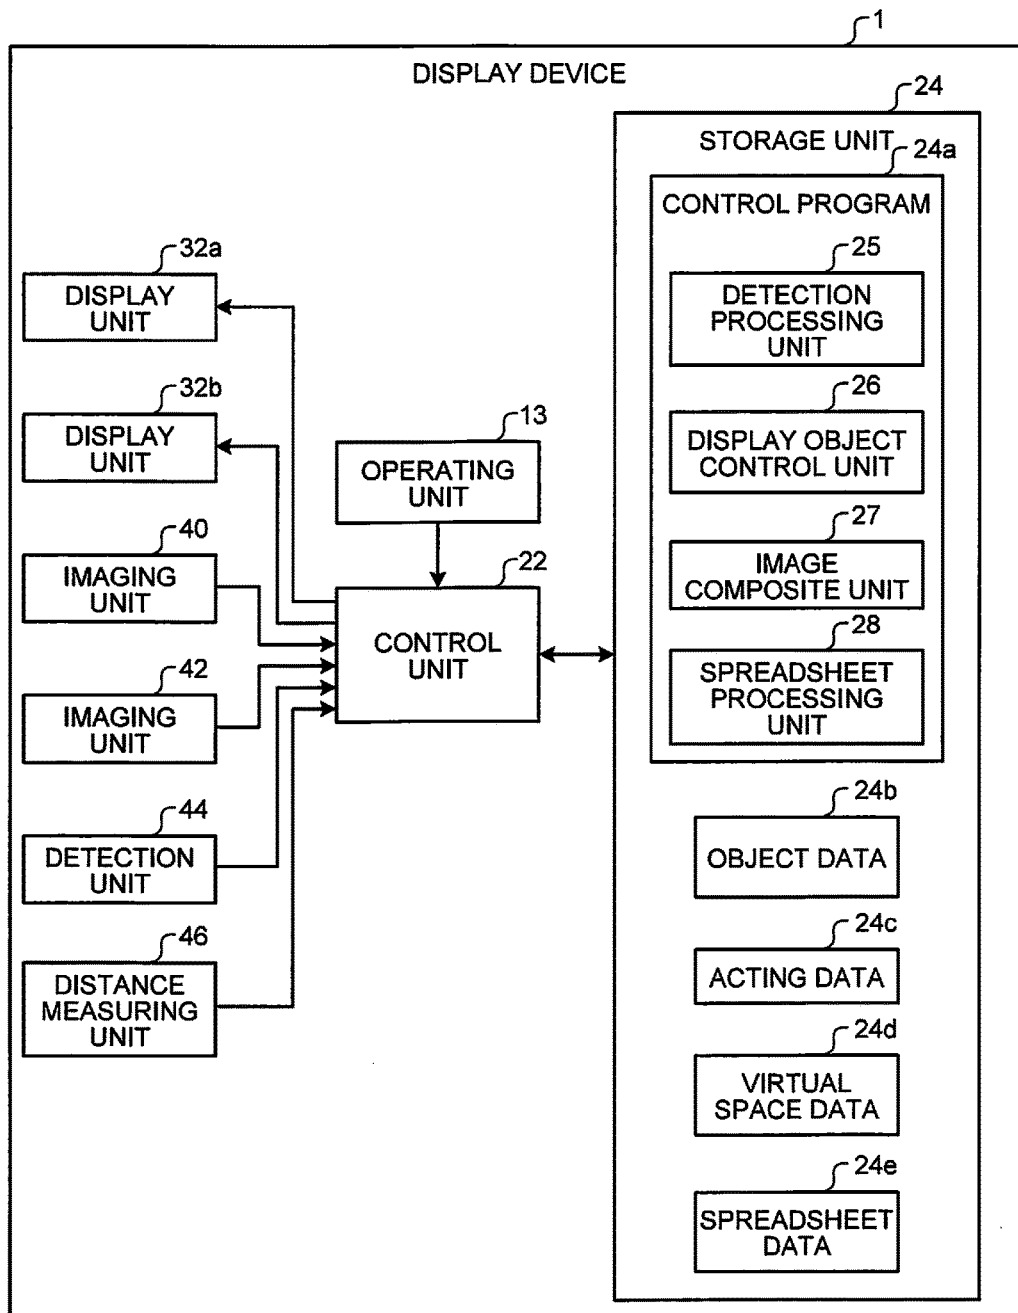 1
DISPLAY DEVICE
24
STORAGE UNIT
24a
CONTROL PROGRAM
25
DETECTION
PROCESSING
UNIT
26
DISPLAY OBJECT
CONTROL UNIT
27
IMAGE
COMPOSITE UNIT
28
SPREADSHEET
PROCESSING
UNIT
24b
OBJECT DATA
24c
ACTING DATA
24d
VIRTUAL
SPACE DATA
24e
SPREADSHEET
DATA
32a
DISPLAY
UNIT
32b
DISPLAY
UNIT
40
IMAGING
UNIT
42
IMAGING
UNIT
44
DETECTION
UNIT
46
DISTANCE
MEASURING
UNIT
13
OPERATING
UNIT
22
CONTROL
UNIT